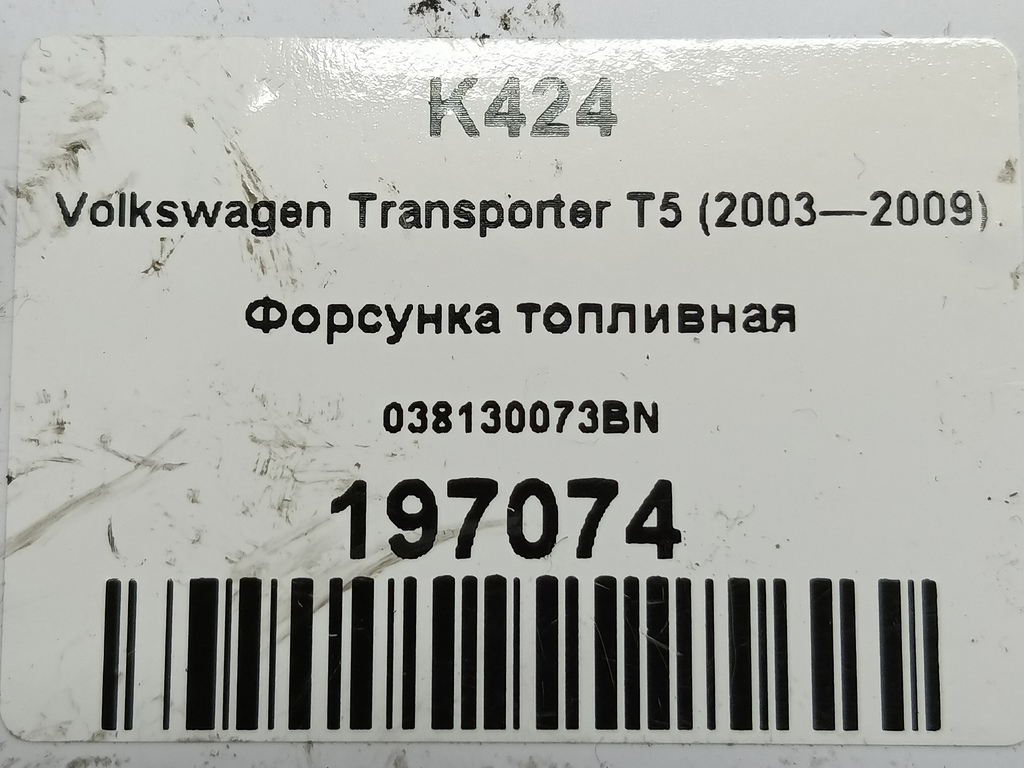 K424
Volkswagen Transporter T5 (2003—2009)
Форсунка топливная
038130073BN
197074